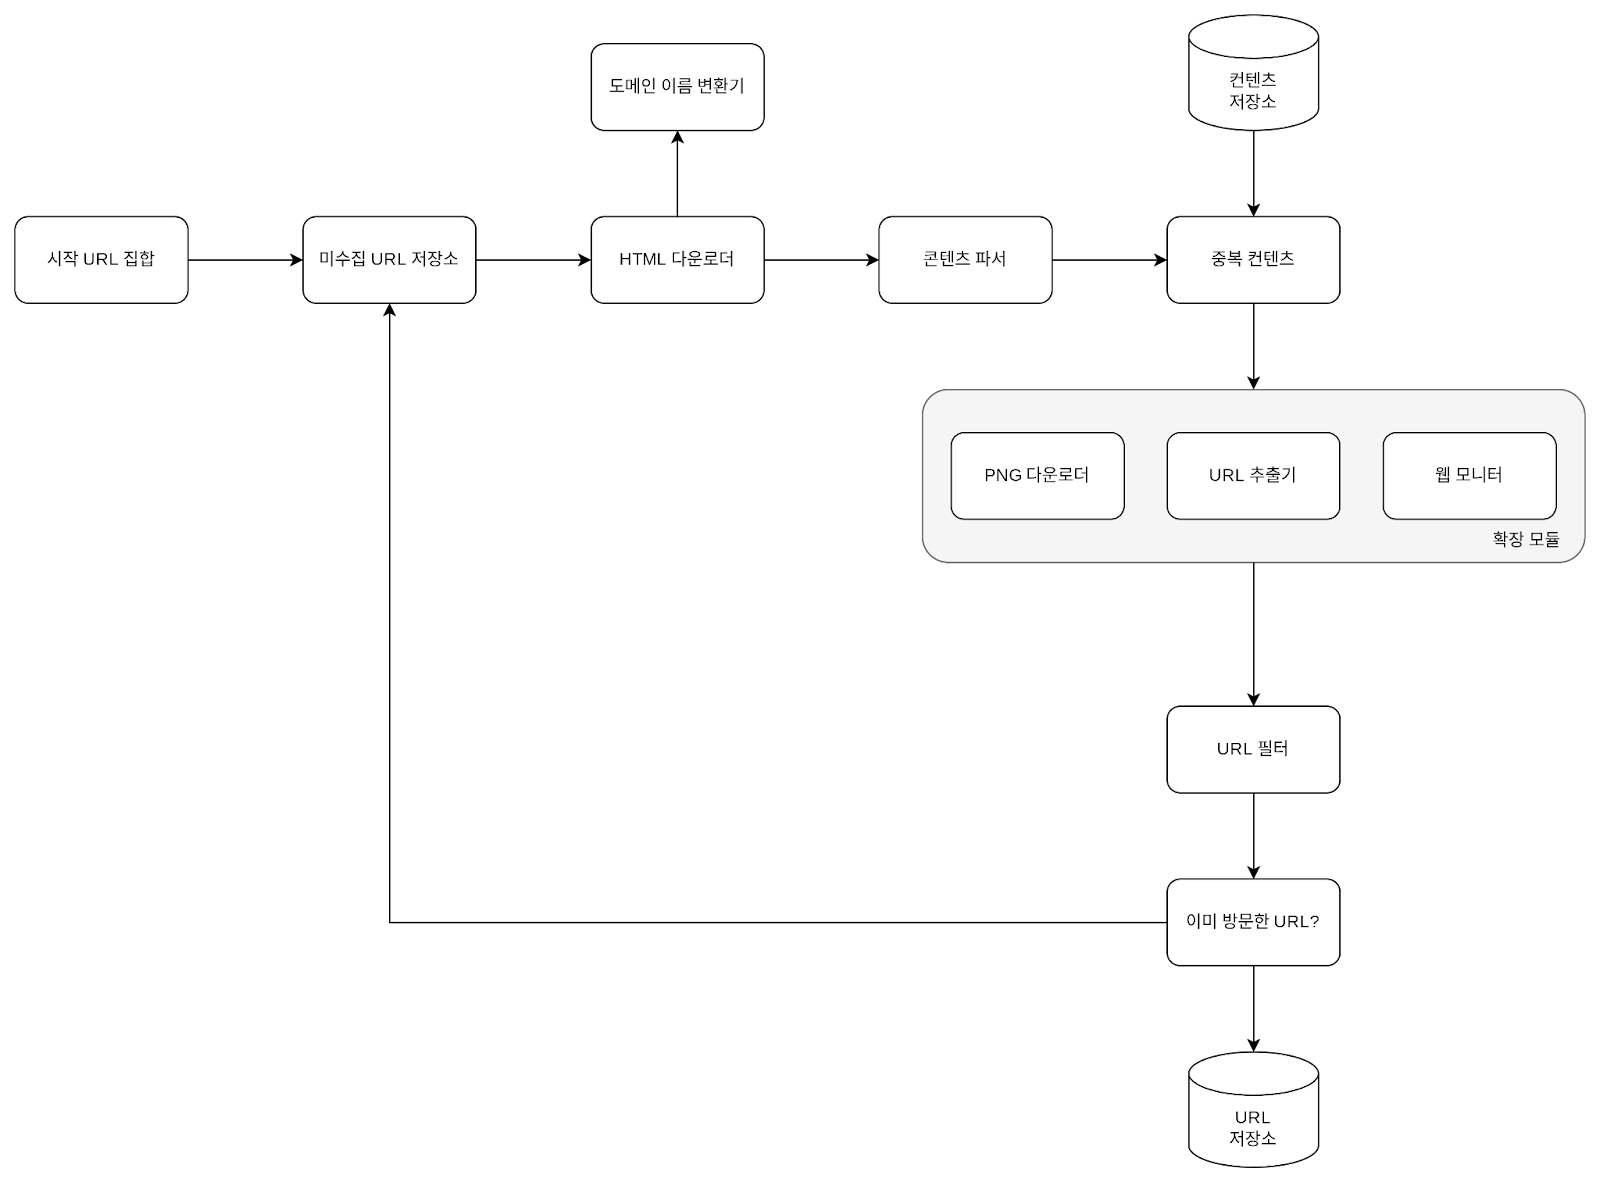 도메인 이름 변환기
컨텐츠
저장소
시작 URL 집합
미수집 URL 저장소
HTML 다운로더
콘텐츠 파서
중복 컨텐츠
PNG 다운로더
URL 추출기
웹 모니터
확장 모듈
URL 필터
이미 방문한 URL?
URL
저장소